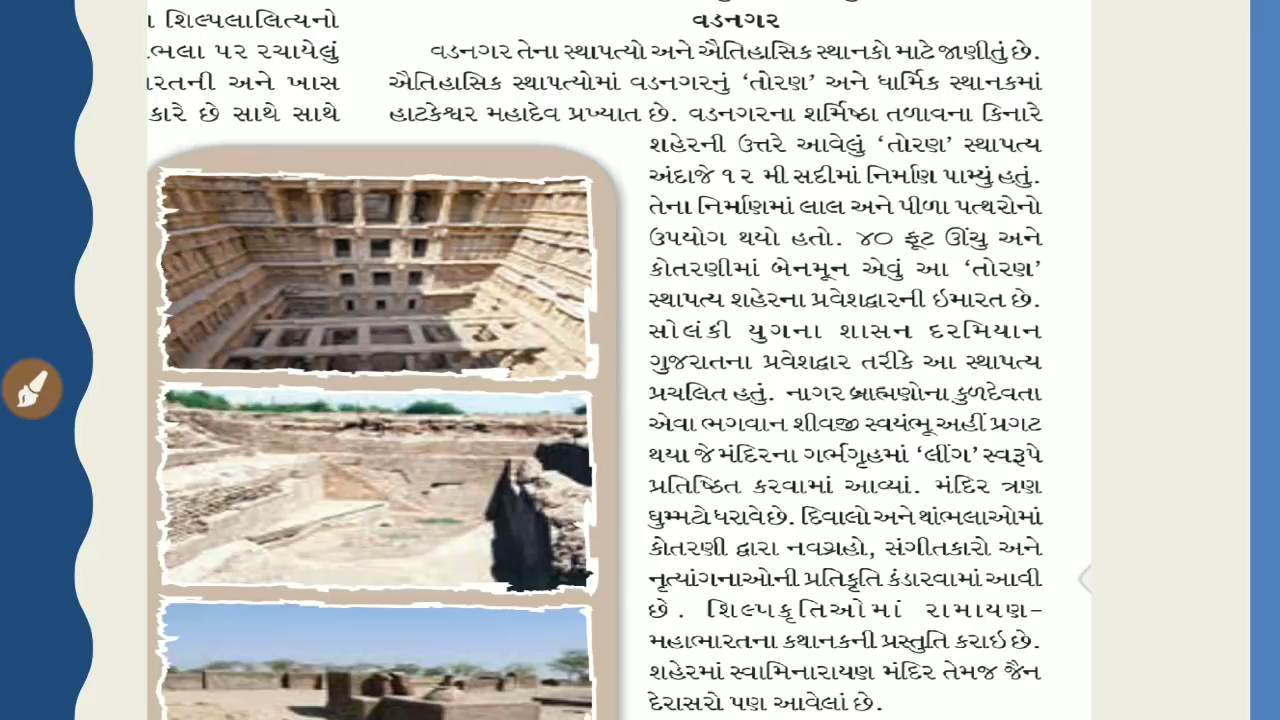 શિલ્પલાલિત્યનો
પર રચાયેલું
અને ખાસ
છે સાથે સાથે
વડનગર
વડનગર તેના સ્થાપત્યો અને ઐતિહાસિક સ્થાનકો માટે જાણીતું છે.
ઐતિહાસિક સ્થાપત્યોમાં વડનગરનું ‘તોરણ’ અને ધાર્મિક સ્થાનકમાં
હાટકેશ્વર મહાદેવ પ્રખ્યાત છે. વડનગરના શર્મિષ્ઠા તળાવના કિનારે
શહેરની ઉત્તરે આવેલું ‘તોરણ’ સ્થાપત્ય
અંદાજે ૧૨ મી સદીમાં નિર્માણ પામ્યું હતું.
તેના નિર્માણમાં લાલ અને પીળા પત્થરોનો
ઉપયોગ થયો હતો. ૪૦ ફૂટ ઊંચુ અને
કોતરણીમાં બેનમૂન એવું આ ‘તોરણ’
સ્થાપત્ય શહેરના પ્રવેશદ્વારની ઇમારત છે.
સોલંકી યુગના શાસન દરમિયાન
ગુજરાતના પ્રવેશદ્વાર તરીકે આ સ્થાપત્ય
પ્રચલિત હતું. નાગર બ્રાહ્મણોના કુળદેવતા
એવા ભગવાન શીવજી સ્વયંભૂ અહીં પ્રગટ
થયા જે મંદિરના ગર્ભગૃહમાં ‘લીંગ’ સ્વરૂપે
પ્રતિષ્ઠિત કરવામાં આવ્યાં. મંદિર ત્રણ
ઘુમ્મટો ધરાવે છે. દિવાલો અને થાંભલાઓમાં
કોતરણી દ્વારા નવગ્રહો, સંગીતકારો અને
નૃત્યાંગનાઓની પ્રતિકૃતિ કંડારવામાં આવી
છે. શિલ્પકૃતિઓમાં રામાયણ-
મહાભારતના કથાનકની પ્રસ્તુતિ કરાઇ છે.
શહેરમાં સ્વામિનારાયણ મંદિર તેમજ જૈન
દેરાસરો પણ આવેલાં છે.